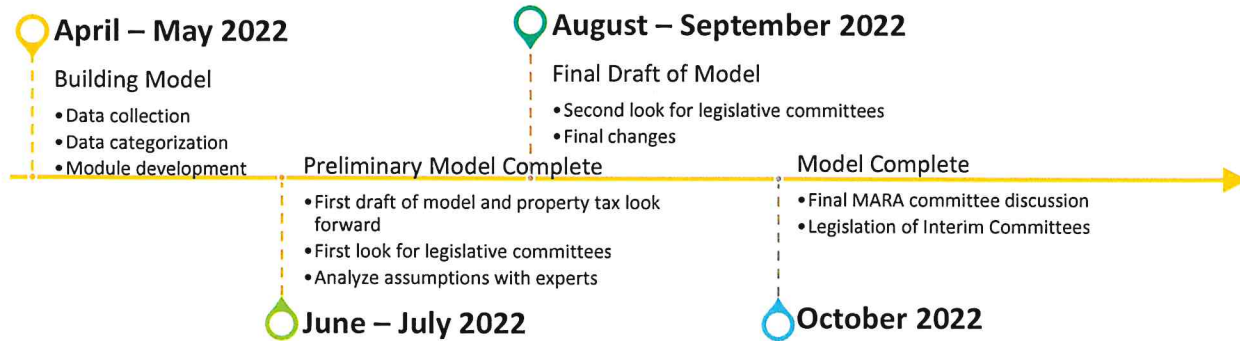 April – May 2022
Building Model
•Data collection
•Data categorization
•Module development
Preliminary Model Complete
•First draft of model and property tax look
forward
•First look for legislative committees
•Analyze assumptions with experts
June – July 2022
August – September 2022
Final Draft of Model
•Second look for legislative committees
•Final changes
Model Complete
•Final MARA committee discussion
•Legislation of Interim Committees
October 2022